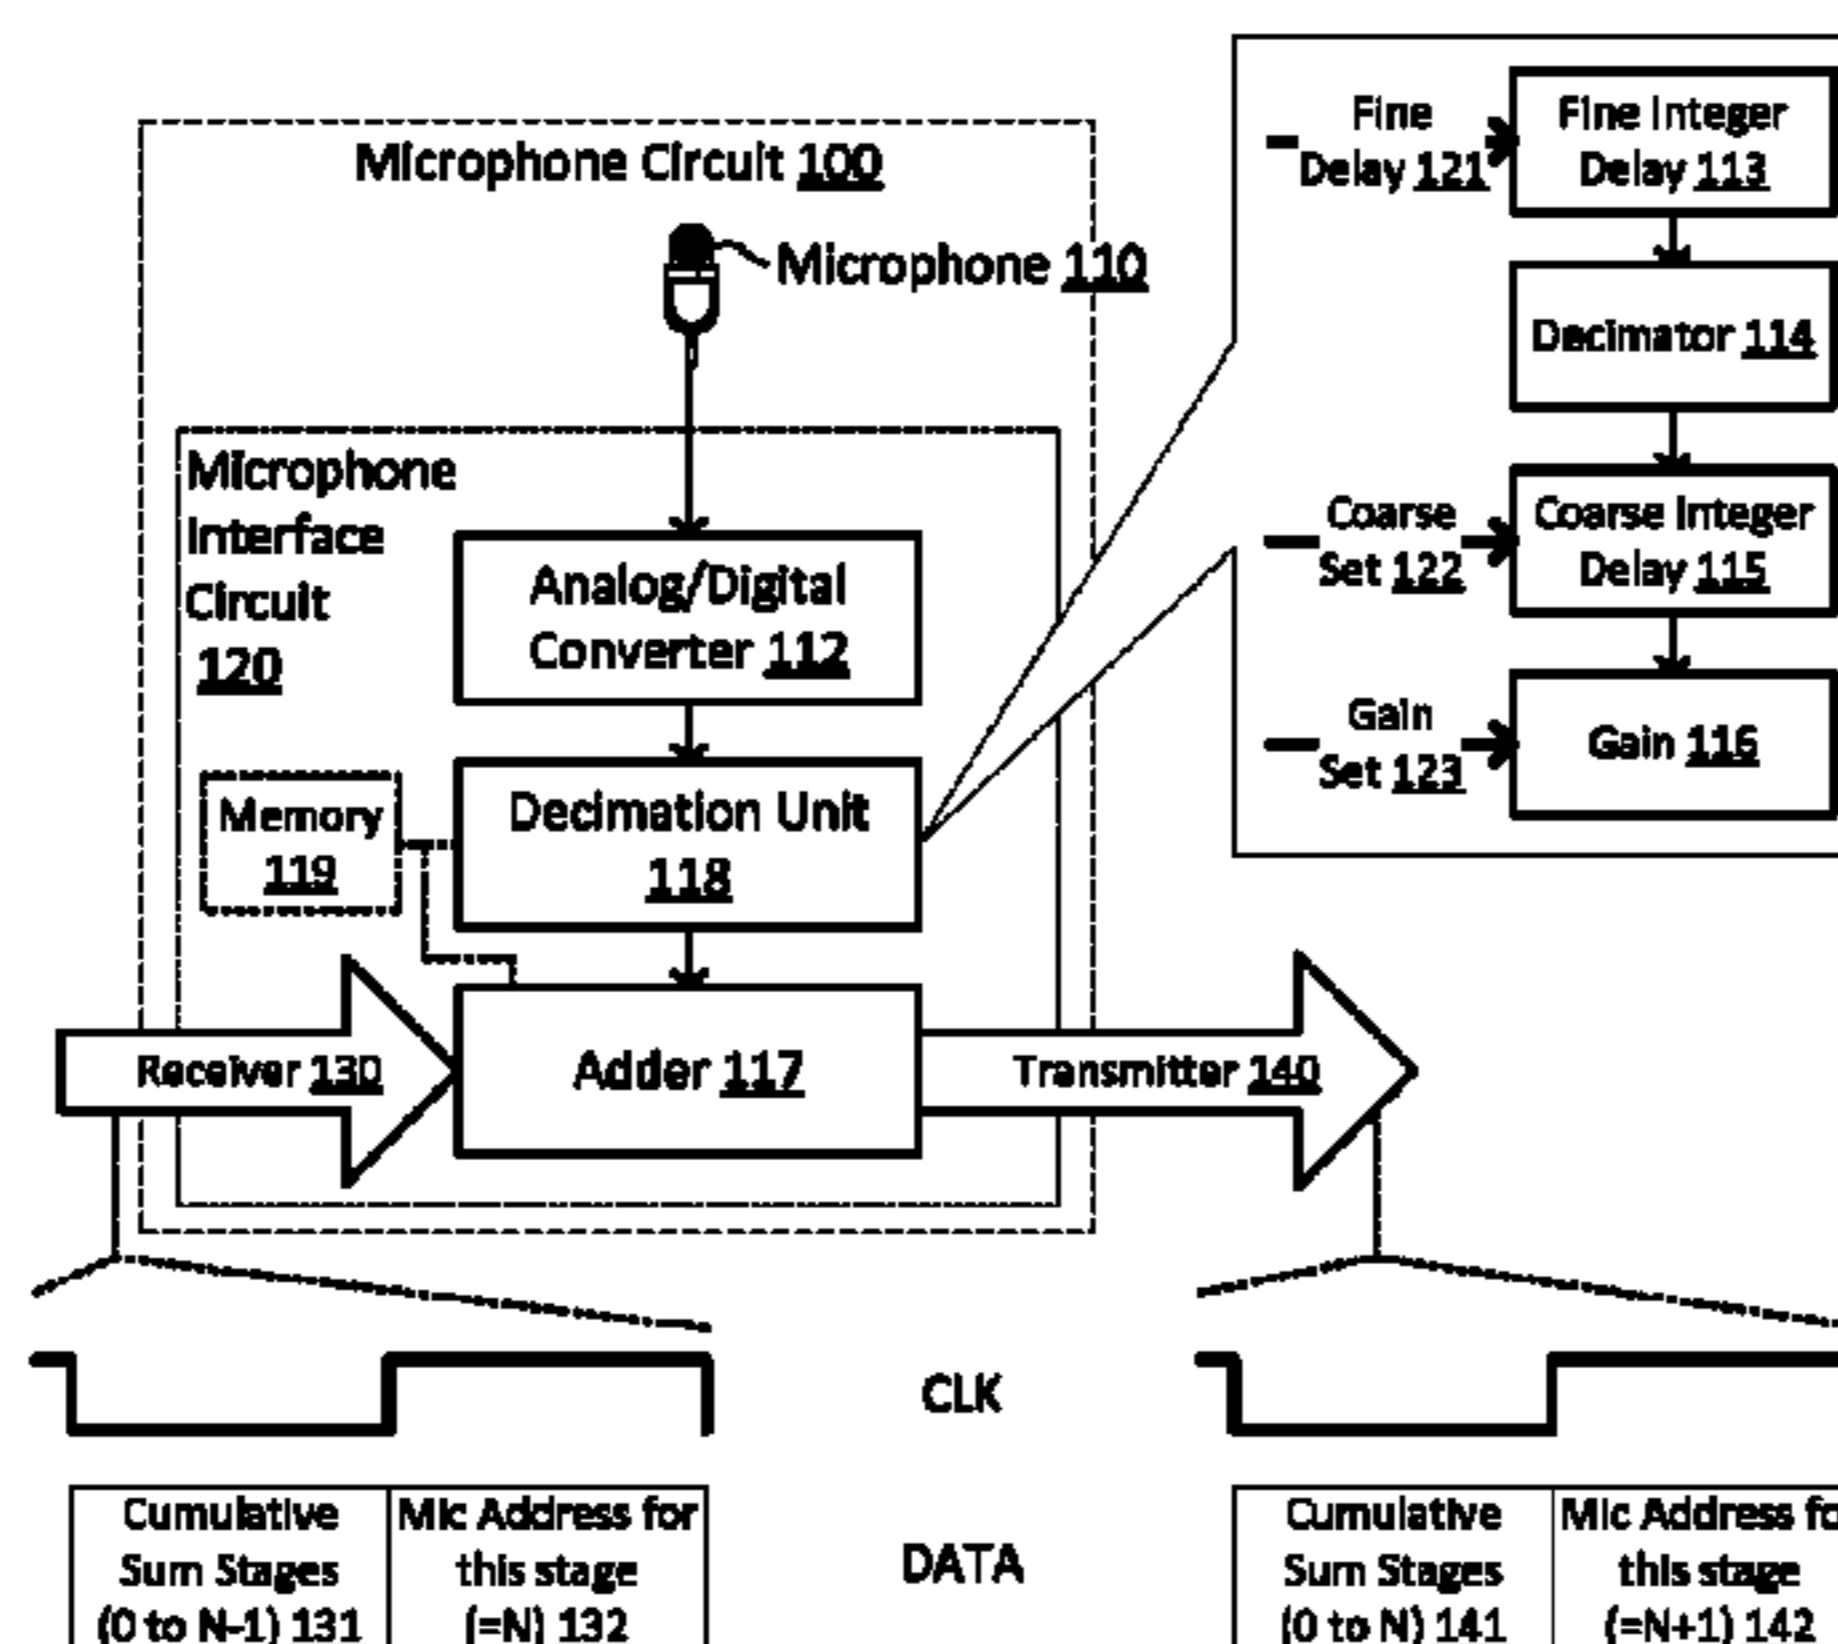 Microphone Circuit 100
Microphone 110
Microphone
Interface
Circuit
120
Analog/Digital
Converter 112
Memory
119
Decimation Unit
118
Receiver 130
Adder 117
Transmitter 140
Fine
Delay 121
Fine Integer
Delay 113
Decimator 114
Coarse
Set 122
Coarse Integer
Delay 115
Gain
Set 123
Gain 116
CLK
Cumulative
Sum Stages
(0 to N-1) 131
Mic Address for
this stage
(=N) 132
DATA
Cumulative
Sum Stages
(0 to N) 141
Mic Address fo
this stage
(=N+1) 142